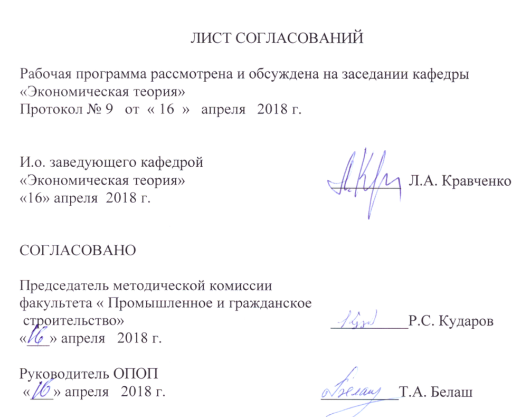 ЛИСТ СОГЛАСОВАНИЙ
Рабочая программа рассмотрена и обсуждена на заседании кафедры
«Экономическая теория»
Протокол № 9 от « 16 » апреля 2018 г.
И.о. заведующего кафедрой
«Экономическая теория» Л.А. Кравченко
«16» апреля 2018 г.
СОГЛАСОВАНО
Председатель методической комиссии
факультета « Промышленное и гражданское
строительство» Р.С. Кударов
«16» апреля 2018 г.
Руководитель ОПОП
«16» апреля 2018 г. Т.А. Белаш